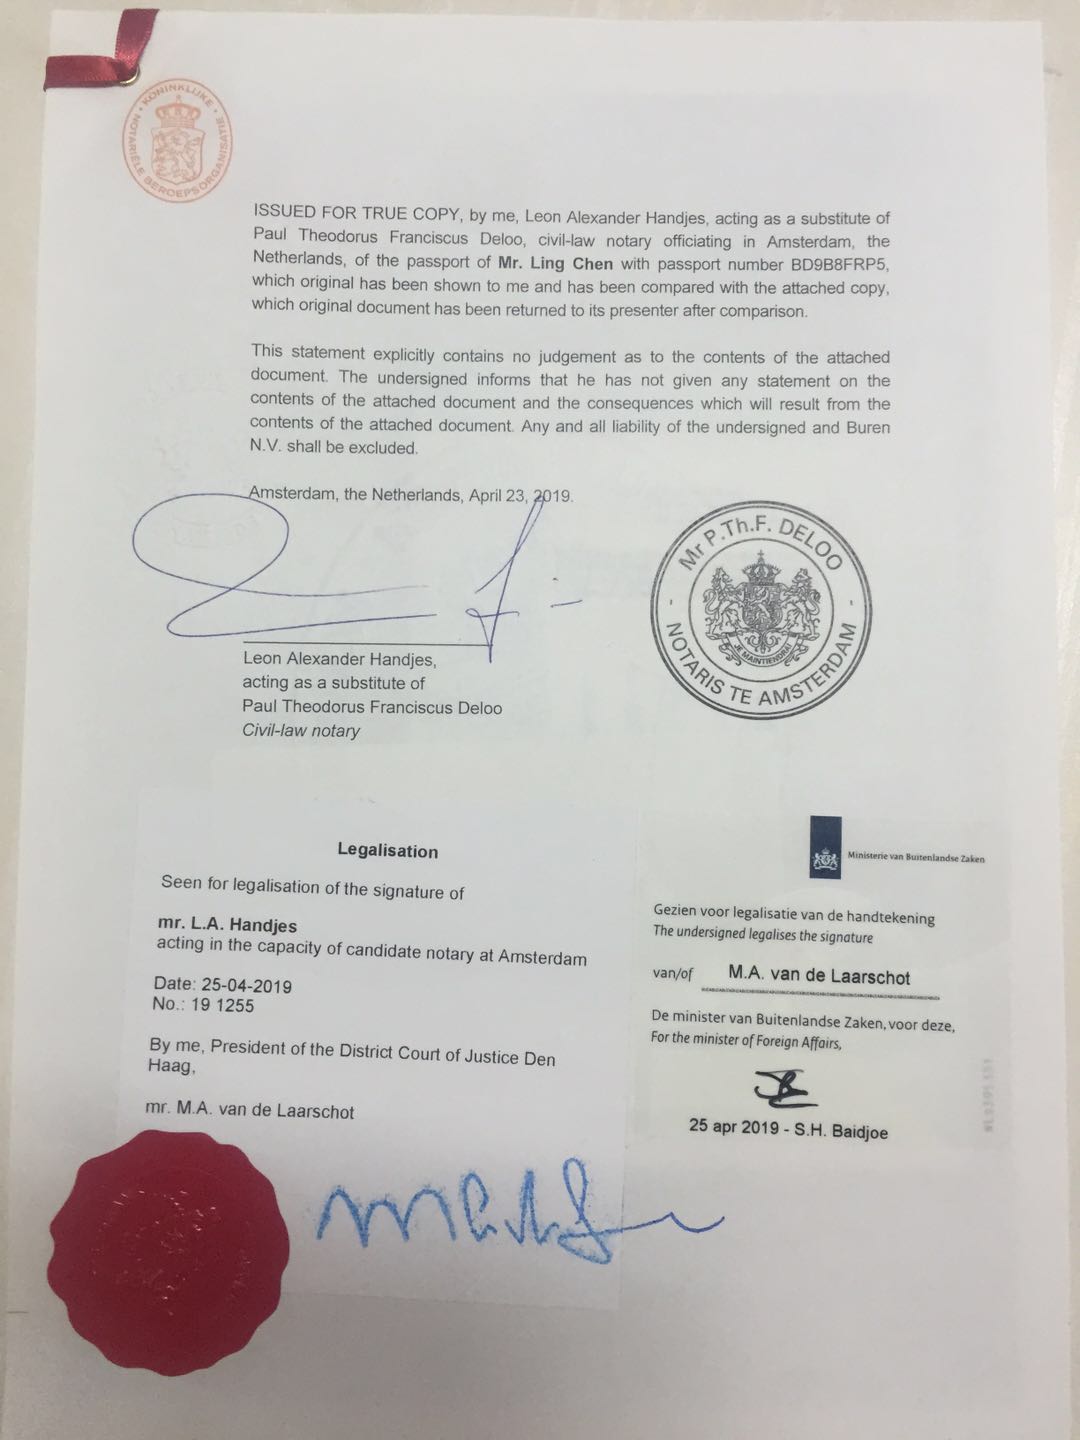 KONINKLIJKE
NOTARIËLE BEROEPSORGANISATIE
ISSUED FOR TRUE COPY, by me, Leon Alexander Handjes, acting as a substitute of
Paul Theodorus Franciscus Deloo, civil-law notary officiating in Amsterdam, the
Netherlands, of the passport of Mr. Ling Chen with passport number BD9B8FRP5,
which original has been shown to me and has been compared with the attached copy,
which original document has been returned to its presenter after comparison.
This statement explicitly contains no judgement as to the contents of the attached
document. The undersigned informs that he has not given any statement on the
contents of the attached document and the consequences which will result from the
contents of the attached document. Any and all liability of the undersigned and Buren
N.V. shall be excluded.
Amsterdam, the Netherlands, April 23, 2019.
Mr P.Th.F. DELOO
JE MAINTIENDRAI
- NOTARIS TE AMSTERDAM -
Leon Alexander Handjes,
acting as a substitute of
Paul Theodorus Franciscus Deloo
Civil-law notary
Legalisation
Seen for legalisation of the signature of
mr. L.A. Handjes
acting in the capacity of candidate notary at Amsterdam
Date: 25-04-2019
No.: 19 1255
By me, President of the District Court of Justice Den
Haag,
mr. M.A. van de Laarschot
Ministerie van Buitenlandse Zaken
Gezien voor legalisatie van de handtekening
The undersigned legalises the signature
van/of M.A. van de Laarschot
De minister van Buitenlandse Zaken, voor deze,
For the minister of Foreign Affairs,
25 apr 2019 - S.H. Baidjoe